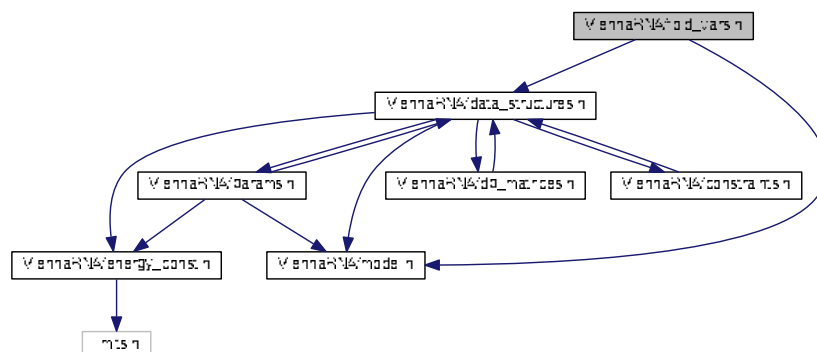 ViennaRNA/fold_vars.h
ViennaRNA/data_structures.h
ViennaRNA/params.h
ViennaRNA/dp_matrices.h
ViennaRNA/constraints.h
ViennaRNA/energy_const.h
ViennaRNA/model.h
limits.h